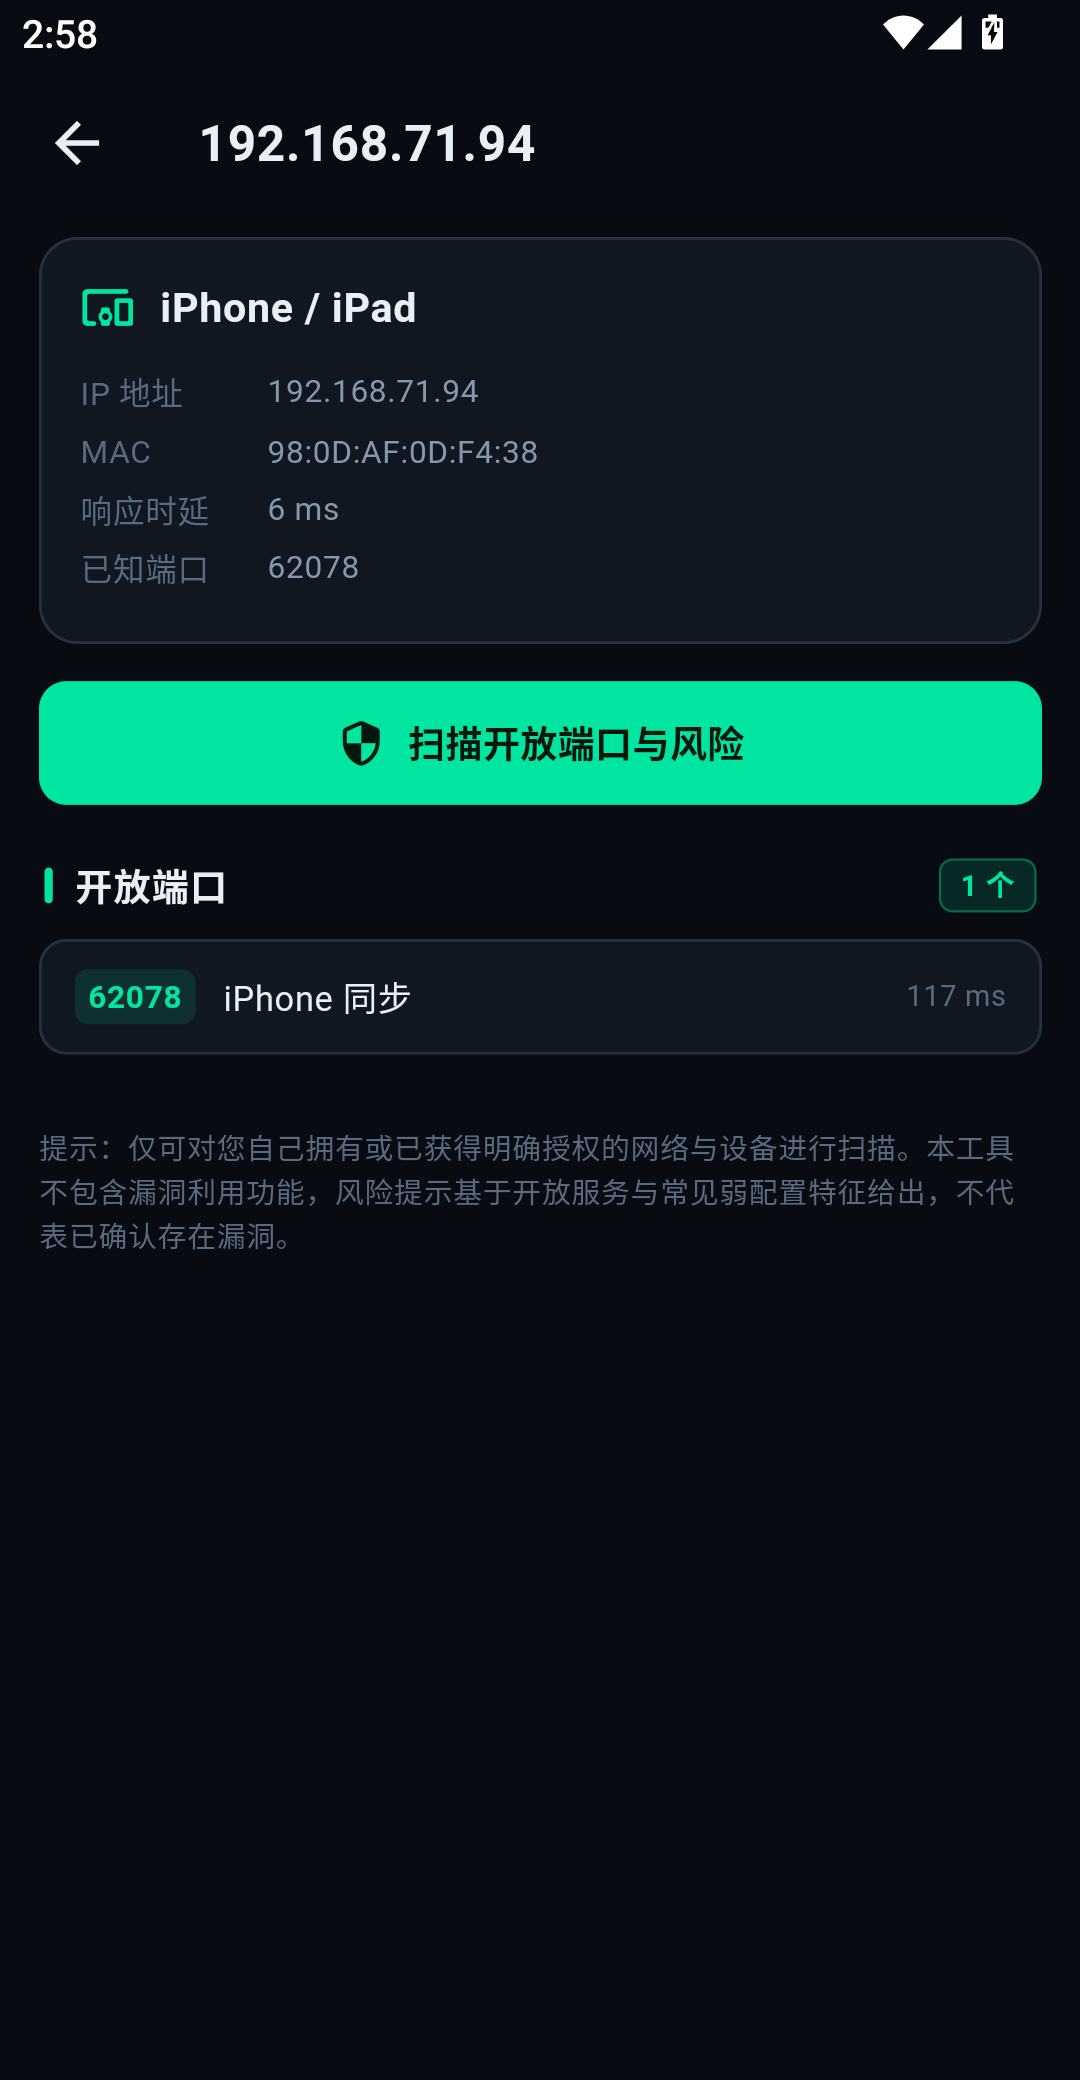 2:58
192.168.71.94
iPhone / iPad
IP 地址 192.168.71.94
MAC 98:0D:AF:0D:F4:38
响应时延 6 ms
已知端口 62078
扫描开放端口与风险
开放端口 1 个
62078 iPhone 同步 117 ms
提示：仅可对您自己拥有或已获得明确授权的网络与设备进行扫描。本工具
不包含漏洞利用功能，风险提示基于开放服务与常见弱配置特征给出，不代
表已确认存在漏洞。